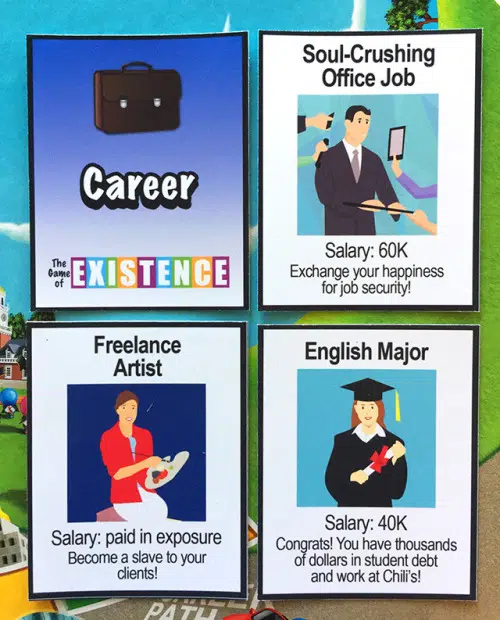 Career
The
Game
of
EXISTENCE
Soul-Crushing
Office Job
Salary: 60K
Exchange your happiness
for job security!
Freelance
Artist
Salary: paid in exposure
Become a slave to your
clients!
English Major
Salary: 40K
Congrats! You have thousands
of dollars in student debt
and work at Chili's!
CAREER
PATH